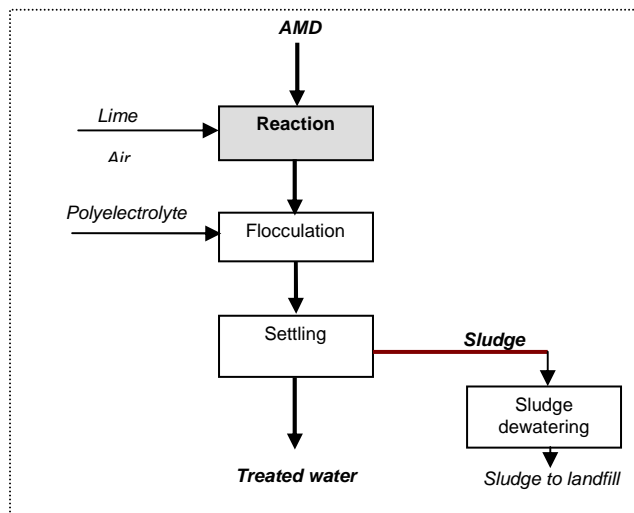 AMD
Lime
Reaction
Air
Polyelectrolyte
Flocculation
Settling
Sludge
Sludge
dewatering
Treated water
Sludge to landfill